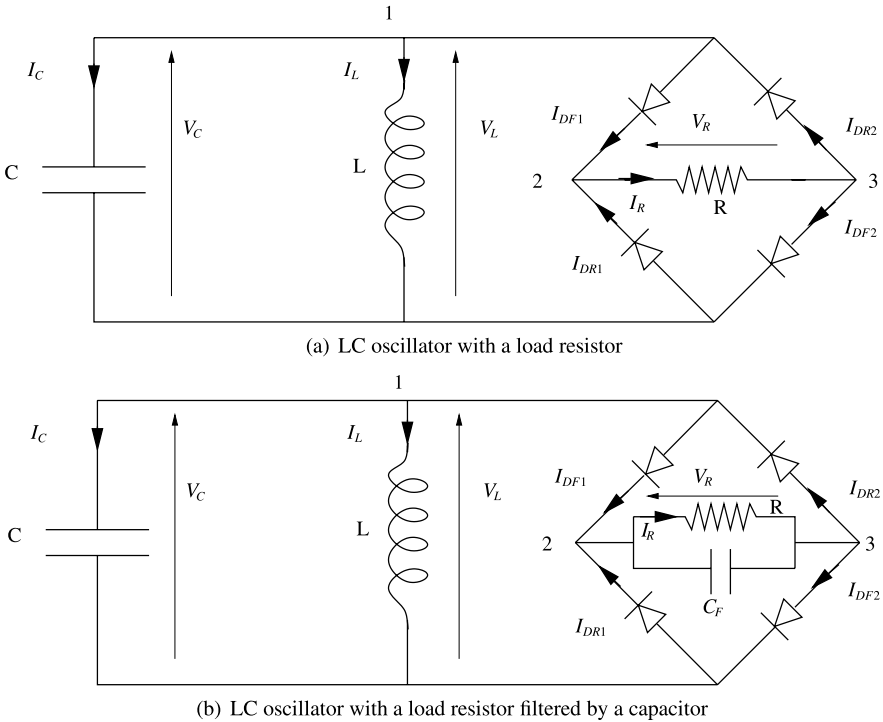 1
I_C
I_L
I_DF1
V_R
I_DR2
V_C
V_L
C
L
2
3
I_R
R
I_DF2
I_DR1
(a) LC oscillator with a load resistor
1
I_C
I_L
I_DF1
V_R
I_DR2
V_C
V_L
R
C
L
I_R
2
3
C_F
I_DF2
I_DR1
(b) LC oscillator with a load resistor filtered by a capacitor